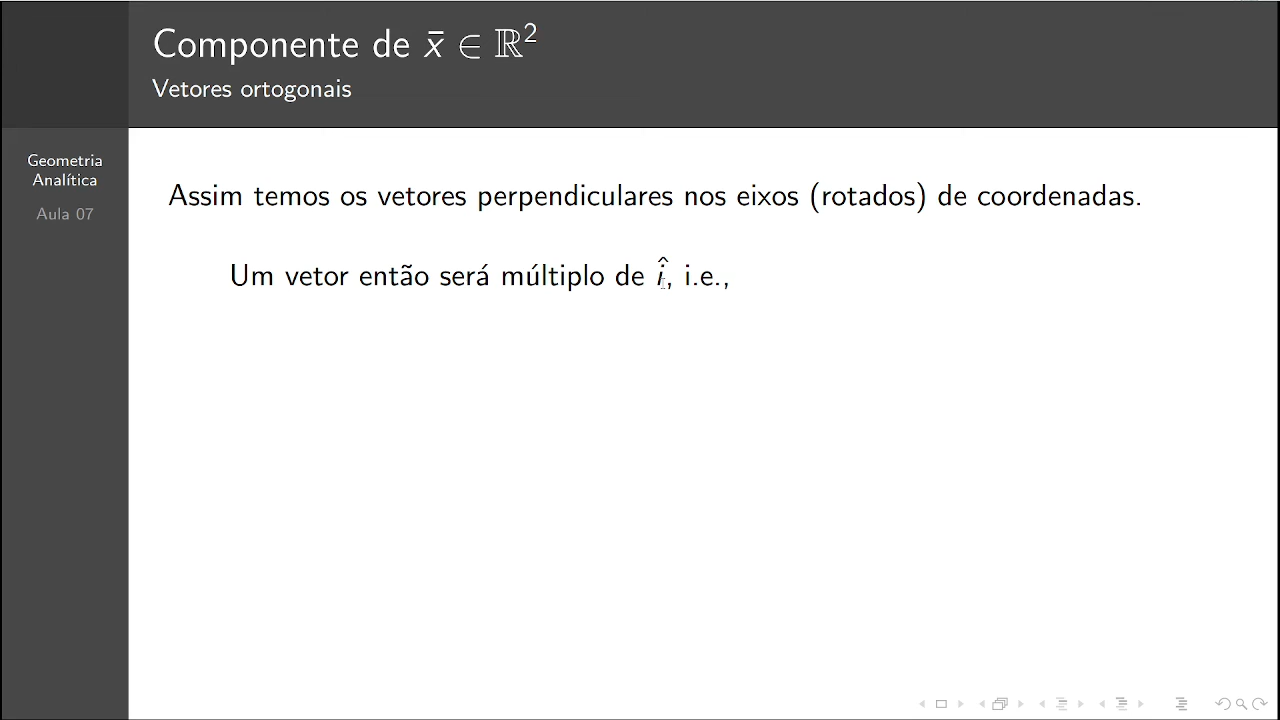 Componente de x̄ ∈ ℝ²
Vetores ortogonais
Geometria
Analítica
Aula 07
Assim temos os vetores perpendiculares nos eixos (rotados) de coordenadas.
Um vetor então será múltiplo de î, i.e.,